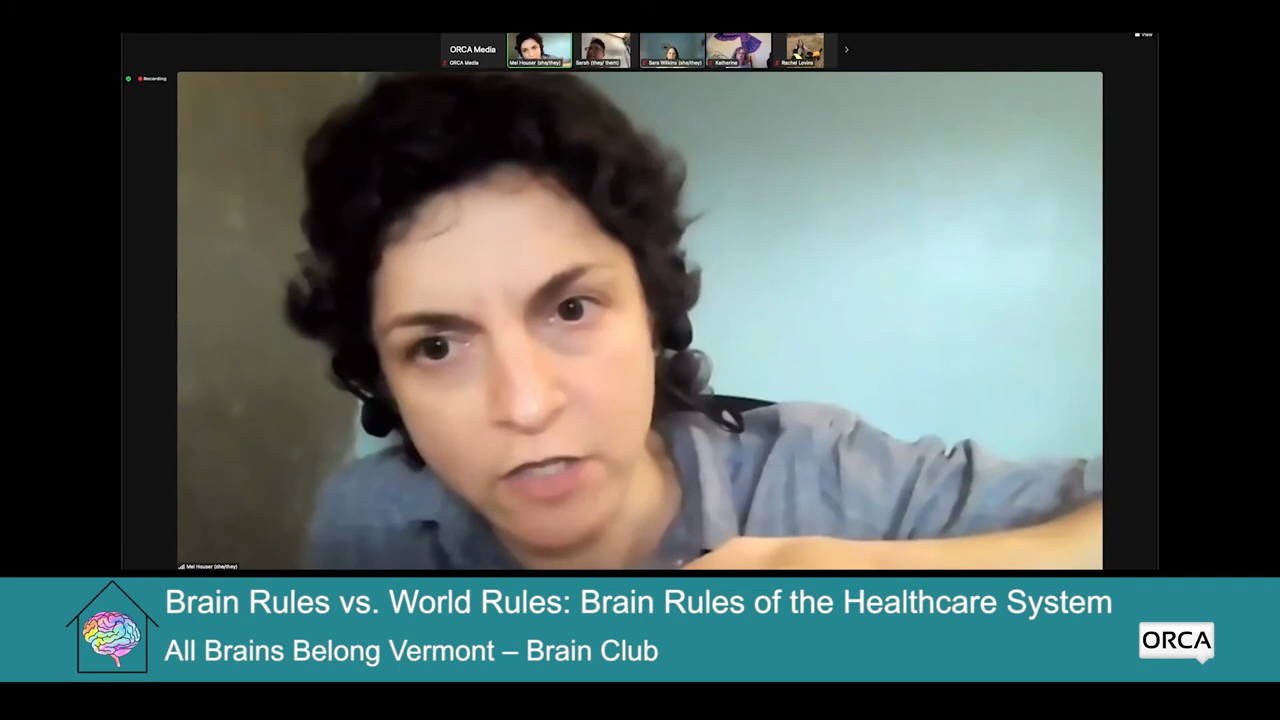 View
ORCA Media
ORCA Media
Mel Houser (she/they)
Sarah (they/ them)
Sara Wilkins (she/they)
Katherine
Rachel Lovins
Recording
Mel Houser (she/they)
Brain Rules vs. World Rules: Brain Rules of the Healthcare System
All Brains Belong Vermont – Brain Club
ORCA